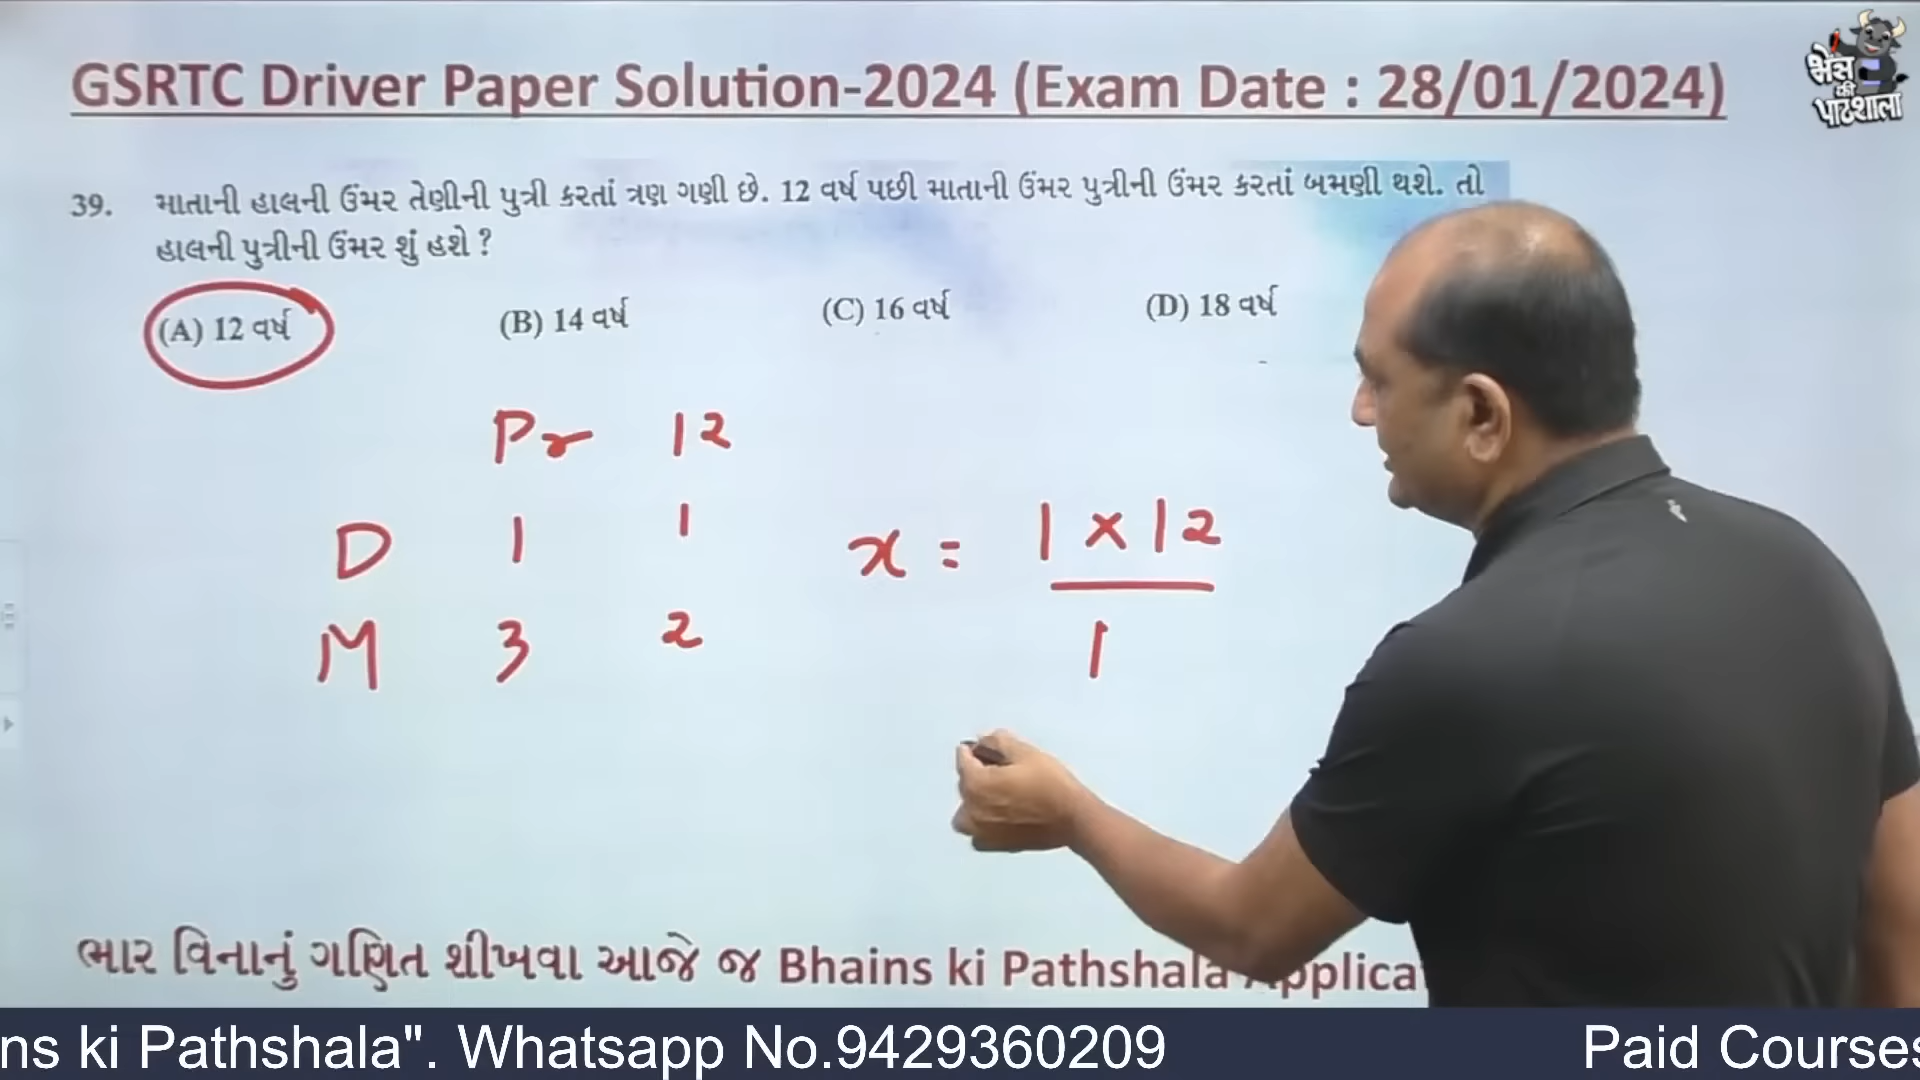 GSRTC Driver Paper Solution-2024 (Exam Date : 28/01/2024)
भैंस
की
पाठशाला
39. માતાની હાલની ઉંમર તેણીની પુત્રી કરતાં ત્રણ ગણી છે. 12 વર્ષ પછી માતાની ઉંમર પુત્રીની ઉંમર કરતાં બમણી થશે. તો
હાલની પુત્રીની ઉંમર શું હશે ?
(A) 12 વર્ષ (B) 14 વર્ષ (C) 16 વર્ષ (D) 18 વર્ષ
Pr 12
D 1 1 x = 1 × 12
M 3 2 1
ભાર વિનાનું ગણિત શીખવા આજે જ Bhains ki Pathshala Applica
ns ki Pathshala". Whatsapp No.9429360209 Paid Courses